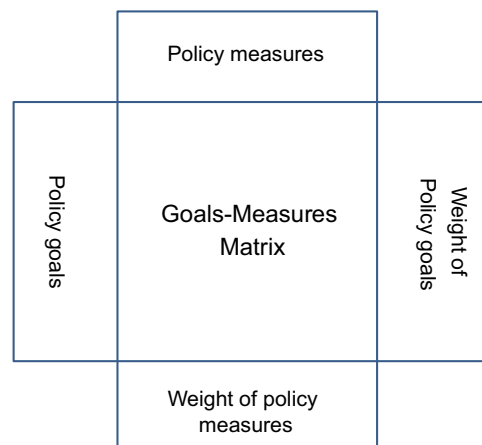 Policy measures
Policy goals
Goals-Measures
Matrix
Weight of
Policy goals
Weight of policy
measures